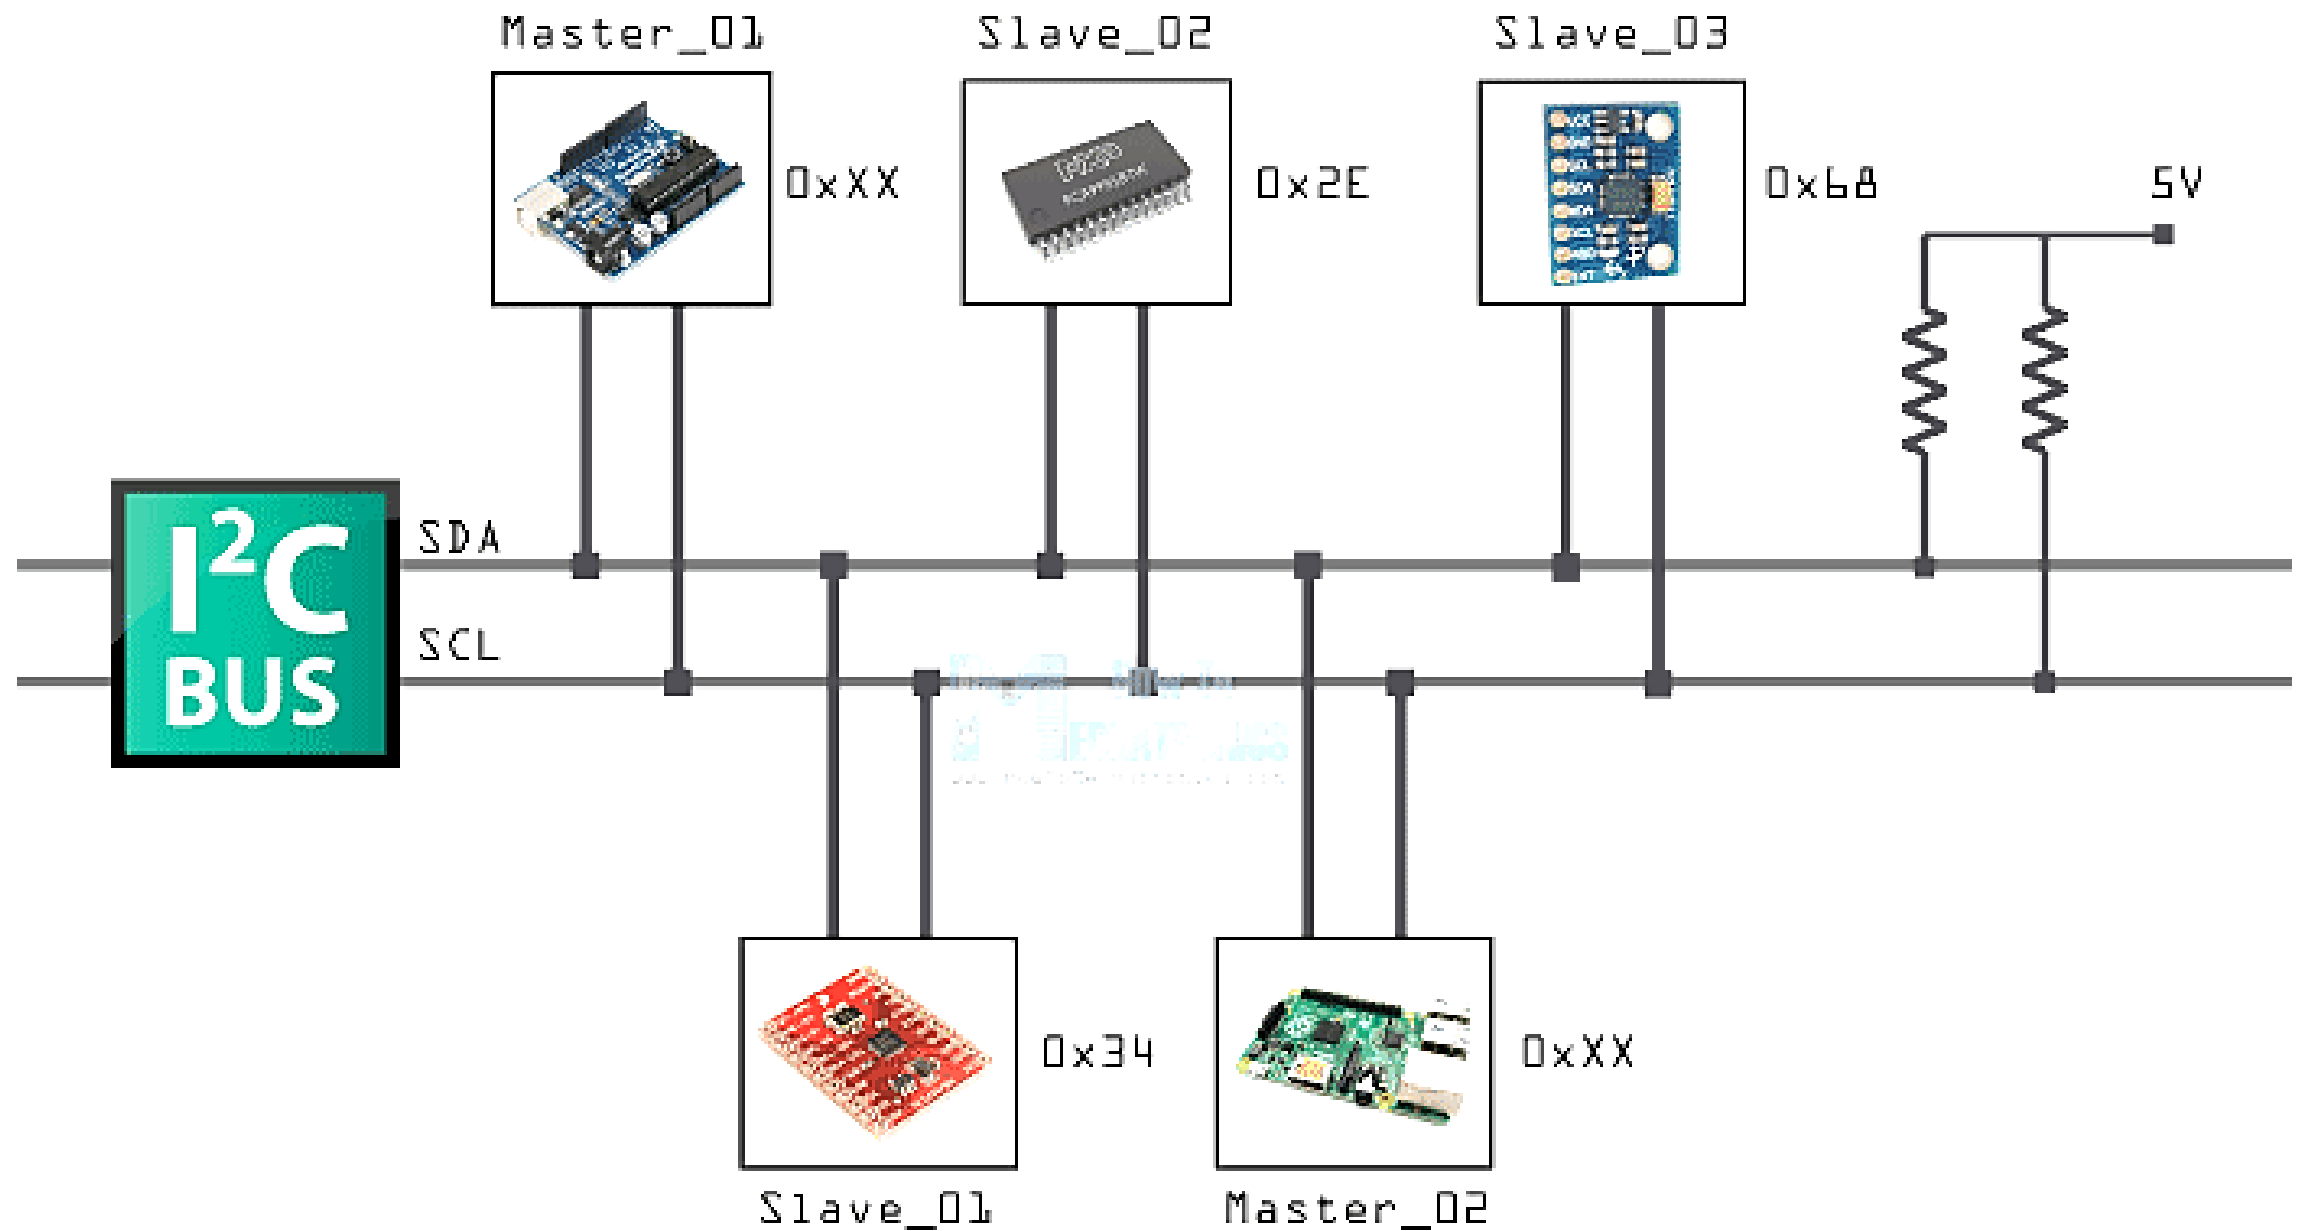 Master_01
Slave_02
Slave_03
0xXX
0x2E
0x68
5V
I²C
BUS
SDA
SCL
0x34
0xXX
Slave_01
Master_02